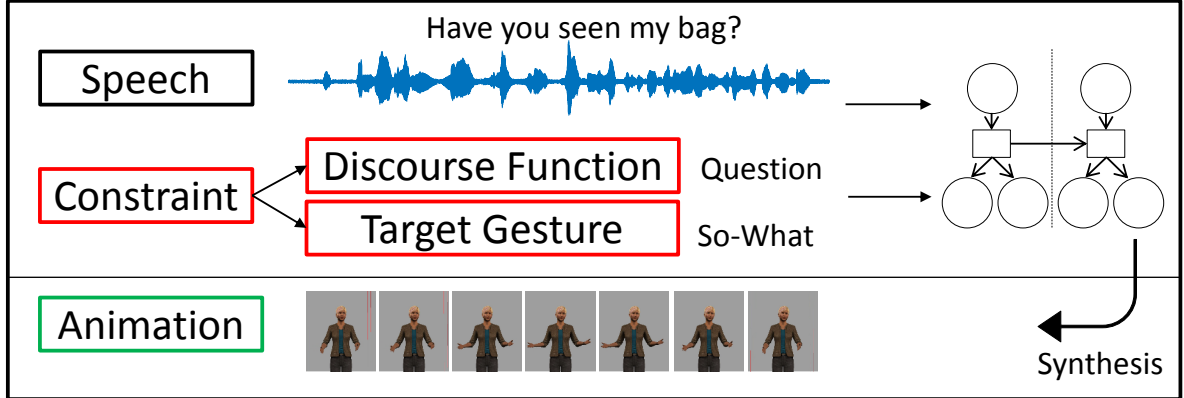 Have you seen my bag?
Speech
Discourse Function
Question
Constraint
Target Gesture
So-What
Animation
Synthesis